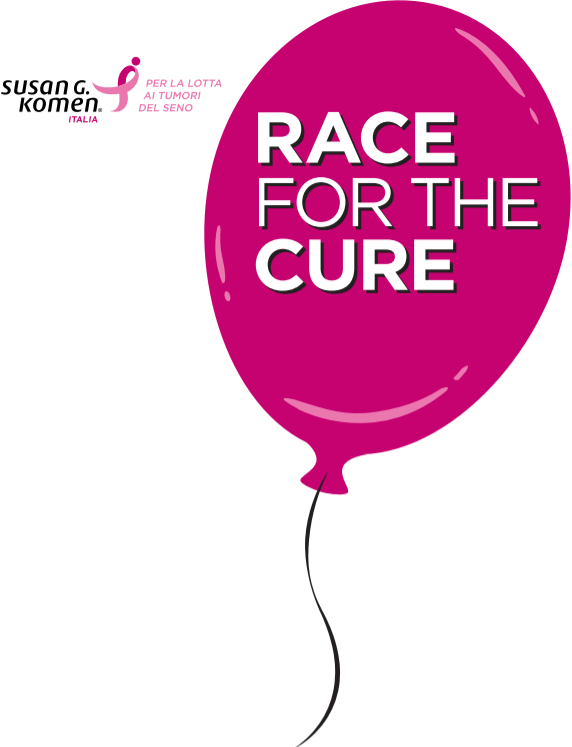 susan G.
komen®
ITALIA
PER LA LOTTA
AI TUMORI
DEL SENO
RACE
FOR THE
CURE